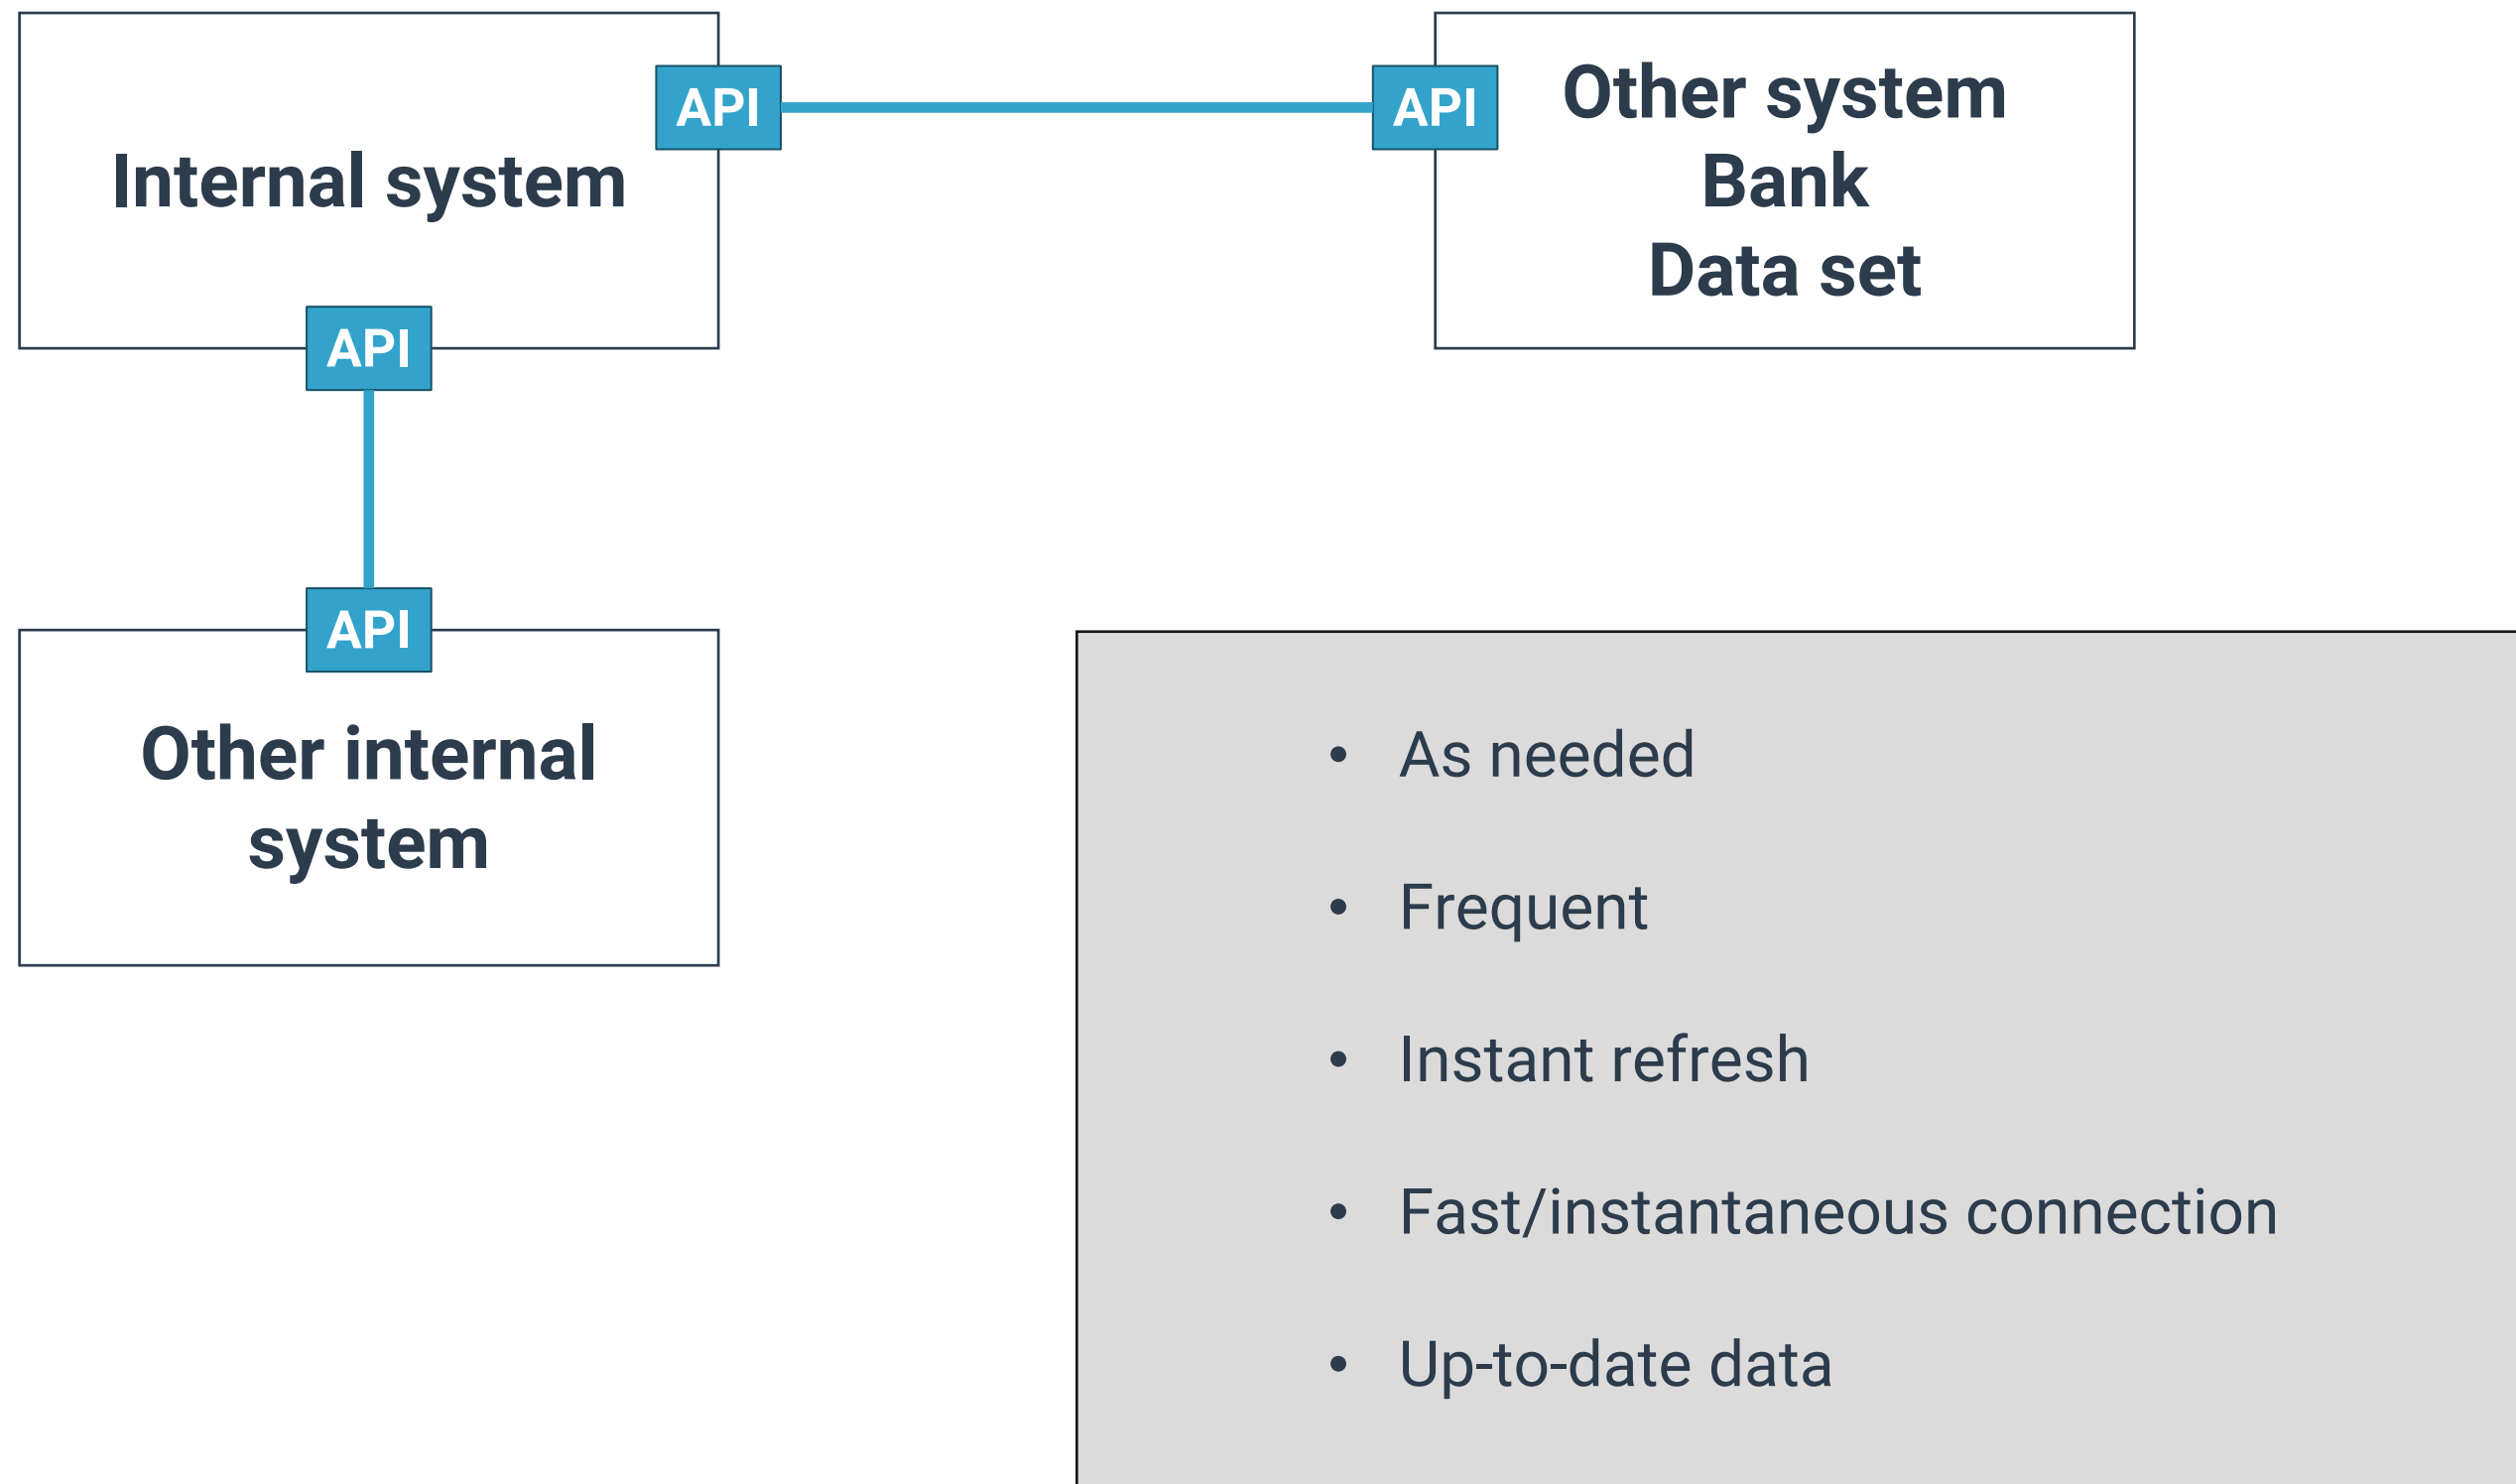 API
API
Other system
Bank
Data set
Internal system
API
API
Other internal
system
• As needed
• Frequent
• Instant refresh
• Fast/instantaneous connection
• Up-to-date data